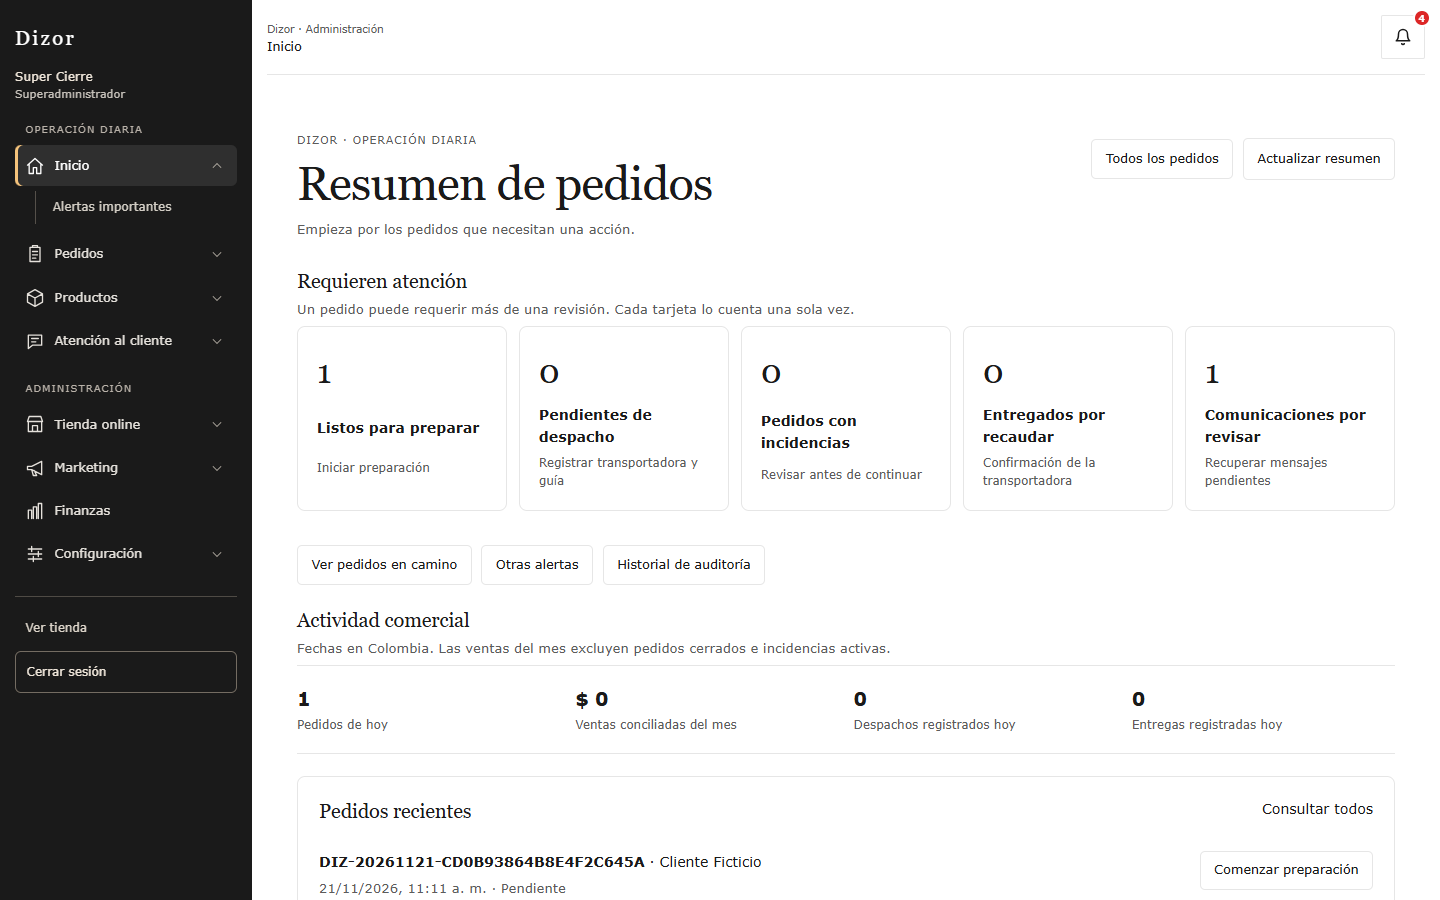 Dizor
Super Cierre
Superadministrador
OPERACIÓN DIARIA
Inicio
Alertas importantes
Pedidos
Productos
Atención al cliente
ADMINISTRACIÓN
Tienda online
Marketing
Finanzas
Configuración
Ver tienda
Cerrar sesión
Dizor · Administración
Inicio
4
DIZOR · OPERACIÓN DIARIA
Resumen de pedidos
Empieza por los pedidos que necesitan una acción.
Todos los pedidos
Actualizar resumen
Requieren atención
Un pedido puede requerir más de una revisión. Cada tarjeta lo cuenta una sola vez.
1
Listos para preparar
Iniciar preparación
0
Pendientes de
despacho
Registrar transportadora y
guía
0
Pedidos con
incidencias
Revisar antes de continuar
0
Entregados por
recaudar
Confirmación de la
transportadora
1
Comunicaciones por
revisar
Recuperar mensajes
pendientes
Ver pedidos en camino
Otras alertas
Historial de auditoría
Actividad comercial
Fechas en Colombia. Las ventas del mes excluyen pedidos cerrados e incidencias activas.
1
Pedidos de hoy
$ 0
Ventas conciliadas del mes
0
Despachos registrados hoy
0
Entregas registradas hoy
Pedidos recientes
Consultar todos
DIZ-20261121-CD0B93864B8E4F2C645A · Cliente Ficticio
21/11/2026, 11:11 a. m. · Pendiente
Comenzar preparación